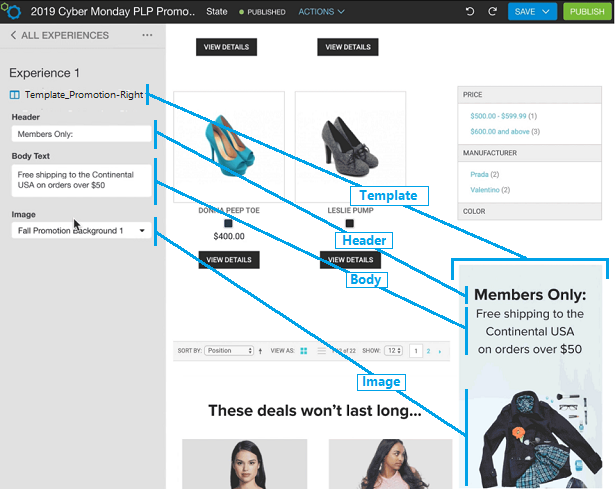 2019 Cyber Monday PLP Promo..
State
PUBLISHED
ACTIONS
SAVE
PUBLISH
ALL EXPERIENCES
Experience 1
Template_Promotion-Right
Header
Members Only:
Body Text
Free shipping to the Continental
USA on orders over $50
Image
Fall Promotion Background 1
VIEW DETAILS
VIEW DETAILS
DONNA PEEP TOE
$400.00
VIEW DETAILS
LESLIE PUMP
VIEW DETAILS
PRICE
$500.00 - $599.99 (1)
$600.00 and above (3)
MANUFACTURER
Prada (2)
Valentino (2)
COLOR
Template
Header
Body
Image
Members Only:
Free shipping to the
Continental USA
on orders over $50
SORT BY: Position VIEW AS: of 22 SHOW: 12 1 2
These deals won't last long...